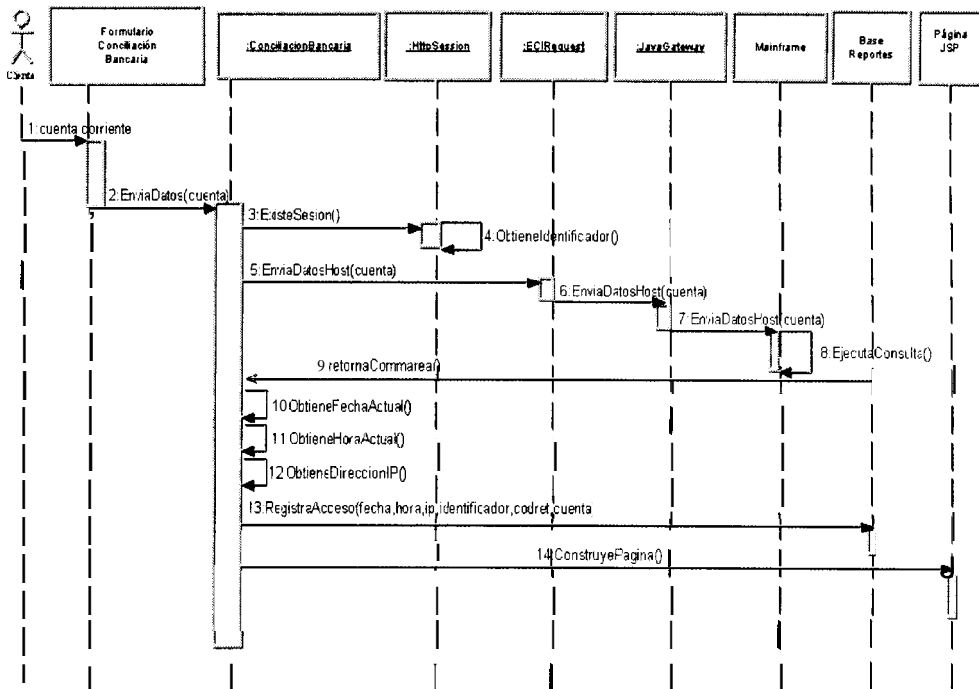 Formulario
Conciliación
Bancaria
:ConciliacionBancaria
:HttpSession
:ECIRequest
:JavaGateway
Mainframe
Base
Reportes
Página
JSP
Cuenta
1:cuenta corriente
2:EnviaDatos(cuenta)
3:ExisteSesion()
4:ObtieneIdentificador()
5:EnviaDatosHost(cuenta)
6:EnviaDatosHost(cuenta)
7:EnviaDatosHost(cuenta)
8:EjecutaConsulta()
9:retornaCommarea()
10:ObtieneFechaActual()
11:ObtieneHoraActual()
12:ObtieneDireccionIP()
13:RegistraAcceso(fecha,hora,ip,identificador,codret,cuenta
14:ConstruyePagina()